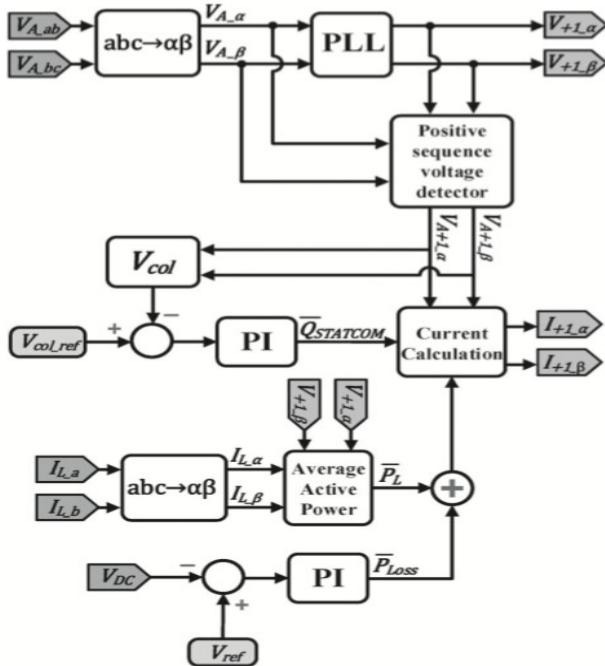 V_A_ab
V_A_bc
abc→αβ
V_A_α
V_A_β
PLL
V_+1_α
V_+1_β
Positive
sequence
voltage
detector
V_A+1_α
V_A+1_β
V_col
V_col_ref
+
−
PI
Q̅_STATCOM
Current
Calculation
I_+1_α
I_+1_β
V_+1_β
V_+1_α
I_L_a
I_L_b
abc→αβ
I_L_α
I_L_β
Average
Active
Power
P̅_L
+
V_DC
−
+
PI
P̅_Loss
V_ref